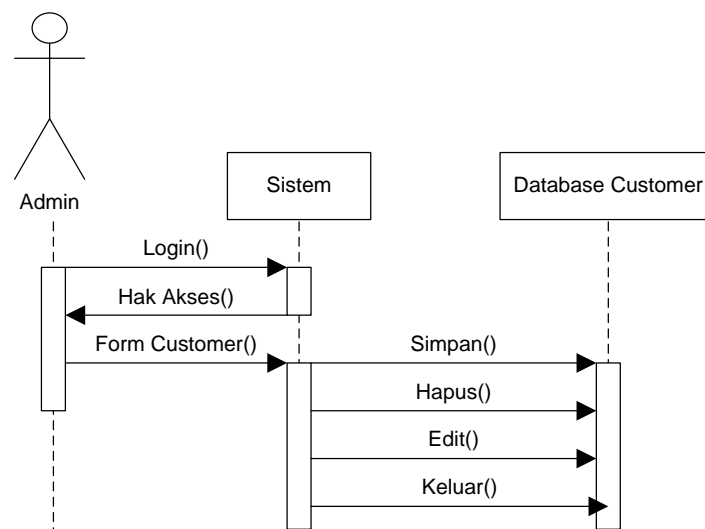 Admin
Sistem
Database Customer
Login()
Hak Akses()
Form Customer()
Simpan()
Hapus()
Edit()
Keluar()